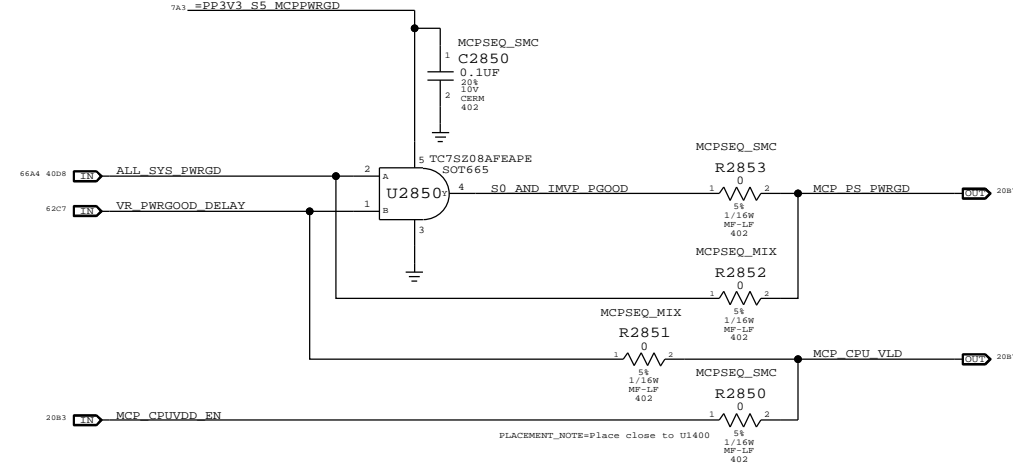 7A3 =PP3V3_S5_MCPPWRGD
MCPSEQ_SMC
1 C2850
0.1UF
20%
10V
2 CERM
402
5 TC7SZ08AFEAPE
SOT665
MCPSEQ_SMC
R2853
66A4 40D8 IN ALL_SYS_PWRGD 2 A
0
U2850 Y 4 S0_AND_IMVP_PGOOD 1 2 MCP_PS_PWRGD OUT
62C7 IN VR_PWRGOOD_DELAY 1 B
5%
1/16W
MF-LF
402
3
MCPSEQ_MIX
R2852
0
1 2
5%
1/16W
MF-LF
402
MCPSEQ_MIX
R2851
0
1 2 MCP_CPU_VLD OUT
5%
1/16W
MF-LF
402
MCPSEQ_SMC
R2850
0
20B3 IN MCP_CPUVDD_EN 1 2
PLACEMENT_NOTE=Place close to U1400
5%
1/16W
MF-LF
402